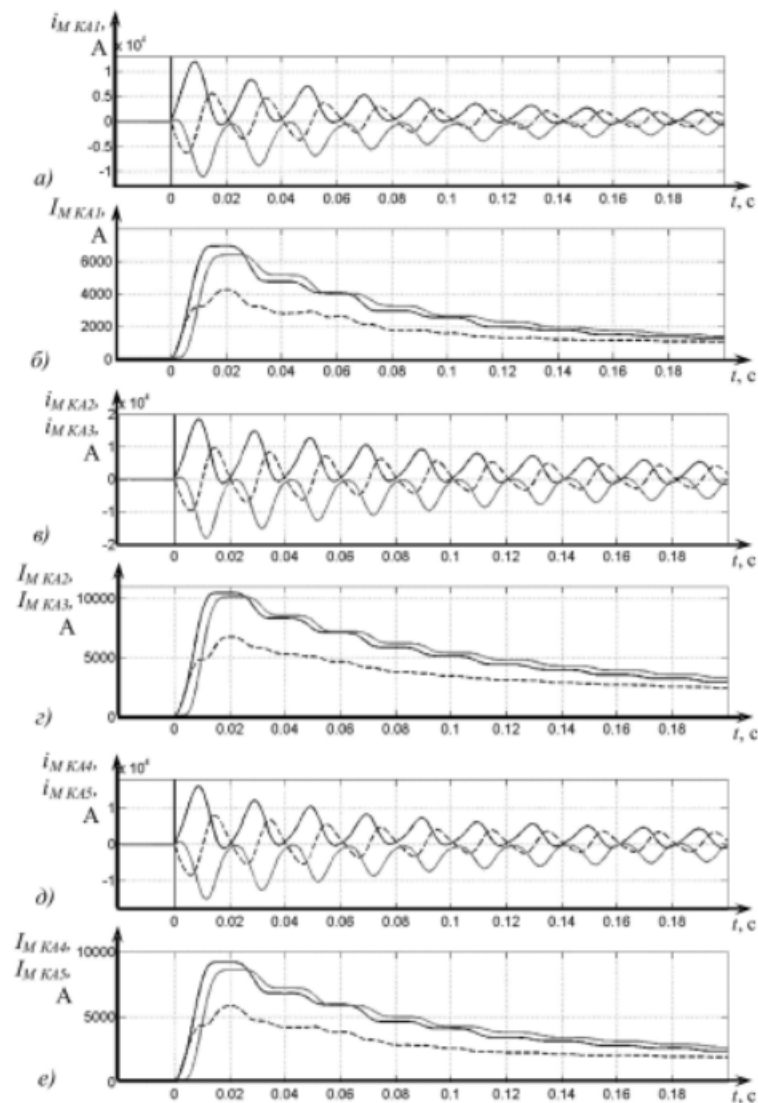 i_M KA1,
A x 10^4
1
0.5
0
-0.5
-1
0 0.02 0.04 0.06 0.08 0.1 0.12 0.14 0.16 0.18
t, с
а)
I_M KA1,
A
6000
4000
2000
0
0 0.02 0.04 0.06 0.08 0.1 0.12 0.14 0.16 0.18
t, с
б)
i_M KA2, x 10^4
i_M KA3,
A
2
1
0
-1
-2
0 0.02 0.04 0.06 0.08 0.1 0.12 0.14 0.16 0.18
t, с
в)
I_M KA2,
I_M KA3,
A
10000
5000
0
0 0.02 0.04 0.06 0.08 0.1 0.12 0.14 0.16 0.18
t, с
г)
i_M KA4, x 10^4
i_M KA5,
A
1
0
-1
0 0.02 0.04 0.06 0.08 0.1 0.12 0.14 0.16 0.18
t, с
д)
I_M KA4,
I_M KA5,
A
10000
5000
0
0 0.02 0.04 0.06 0.08 0.1 0.12 0.14 0.16 0.18
t, с
е)